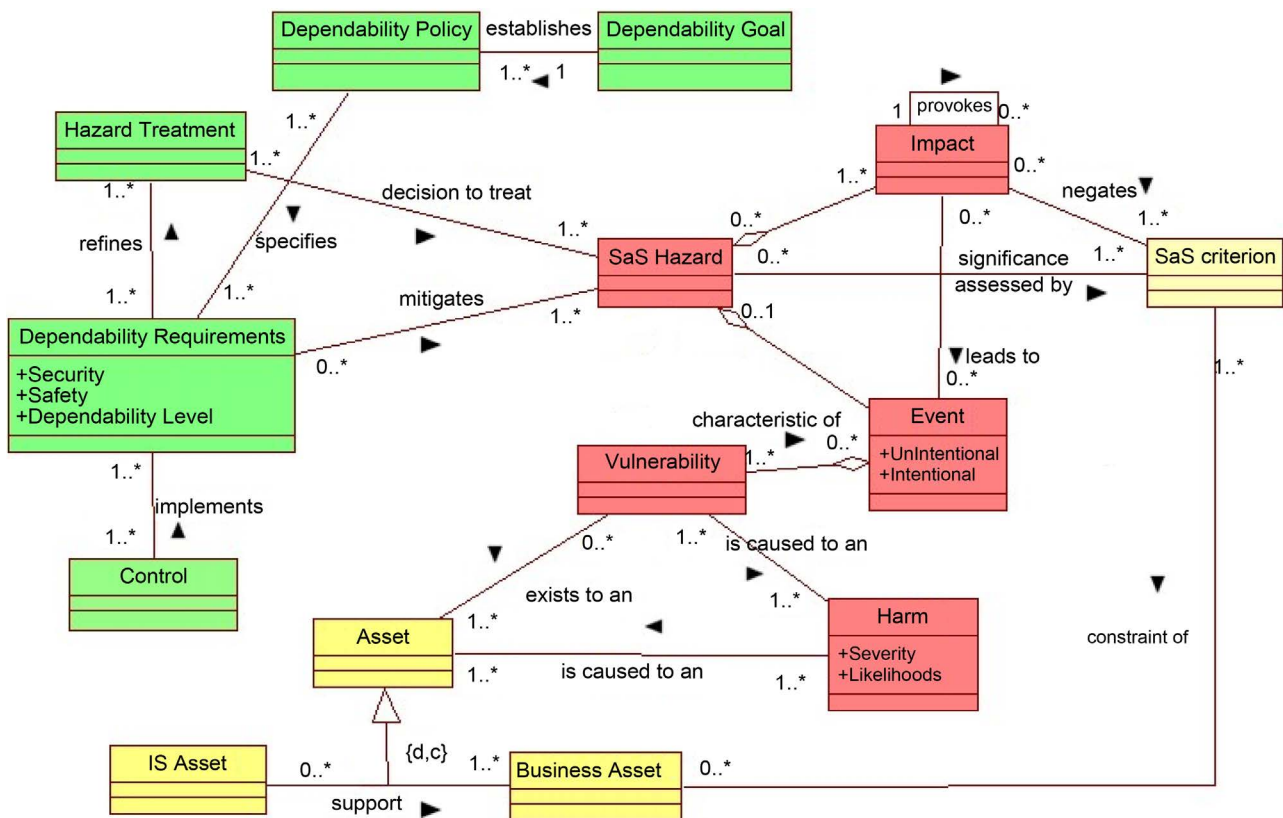 Dependability Policy
establishes
Dependability Goal
1..*
1
1..*
Hazard Treatment
1..*
1..*
decision to treat
1..*
specifies
refines
1..*
1..*
mitigates
1..*
0..*
Dependability Requirements
+Security
+Safety
+Dependability Level
1..*
implements
1..*
Control
provokes
1
0..*
Impact
0..*
1..*
negates
0..*
0..*
1..*
SaS Hazard
0..*
significance
assessed by
1..*
SaS criterion
0..1
leads to
0..*
1..*
Event
+UnIntentional
+Intentional
characteristic of
0..*
1..*
Vulnerability
0..*
1..*
is caused to an
exists to an
1..*
1..*
Asset
Harm
+Severity
+Likelihoods
constraint of
is caused to an
1..*
1..*
{d,c}
IS Asset
0..*
1..*
support
Business Asset
0..*